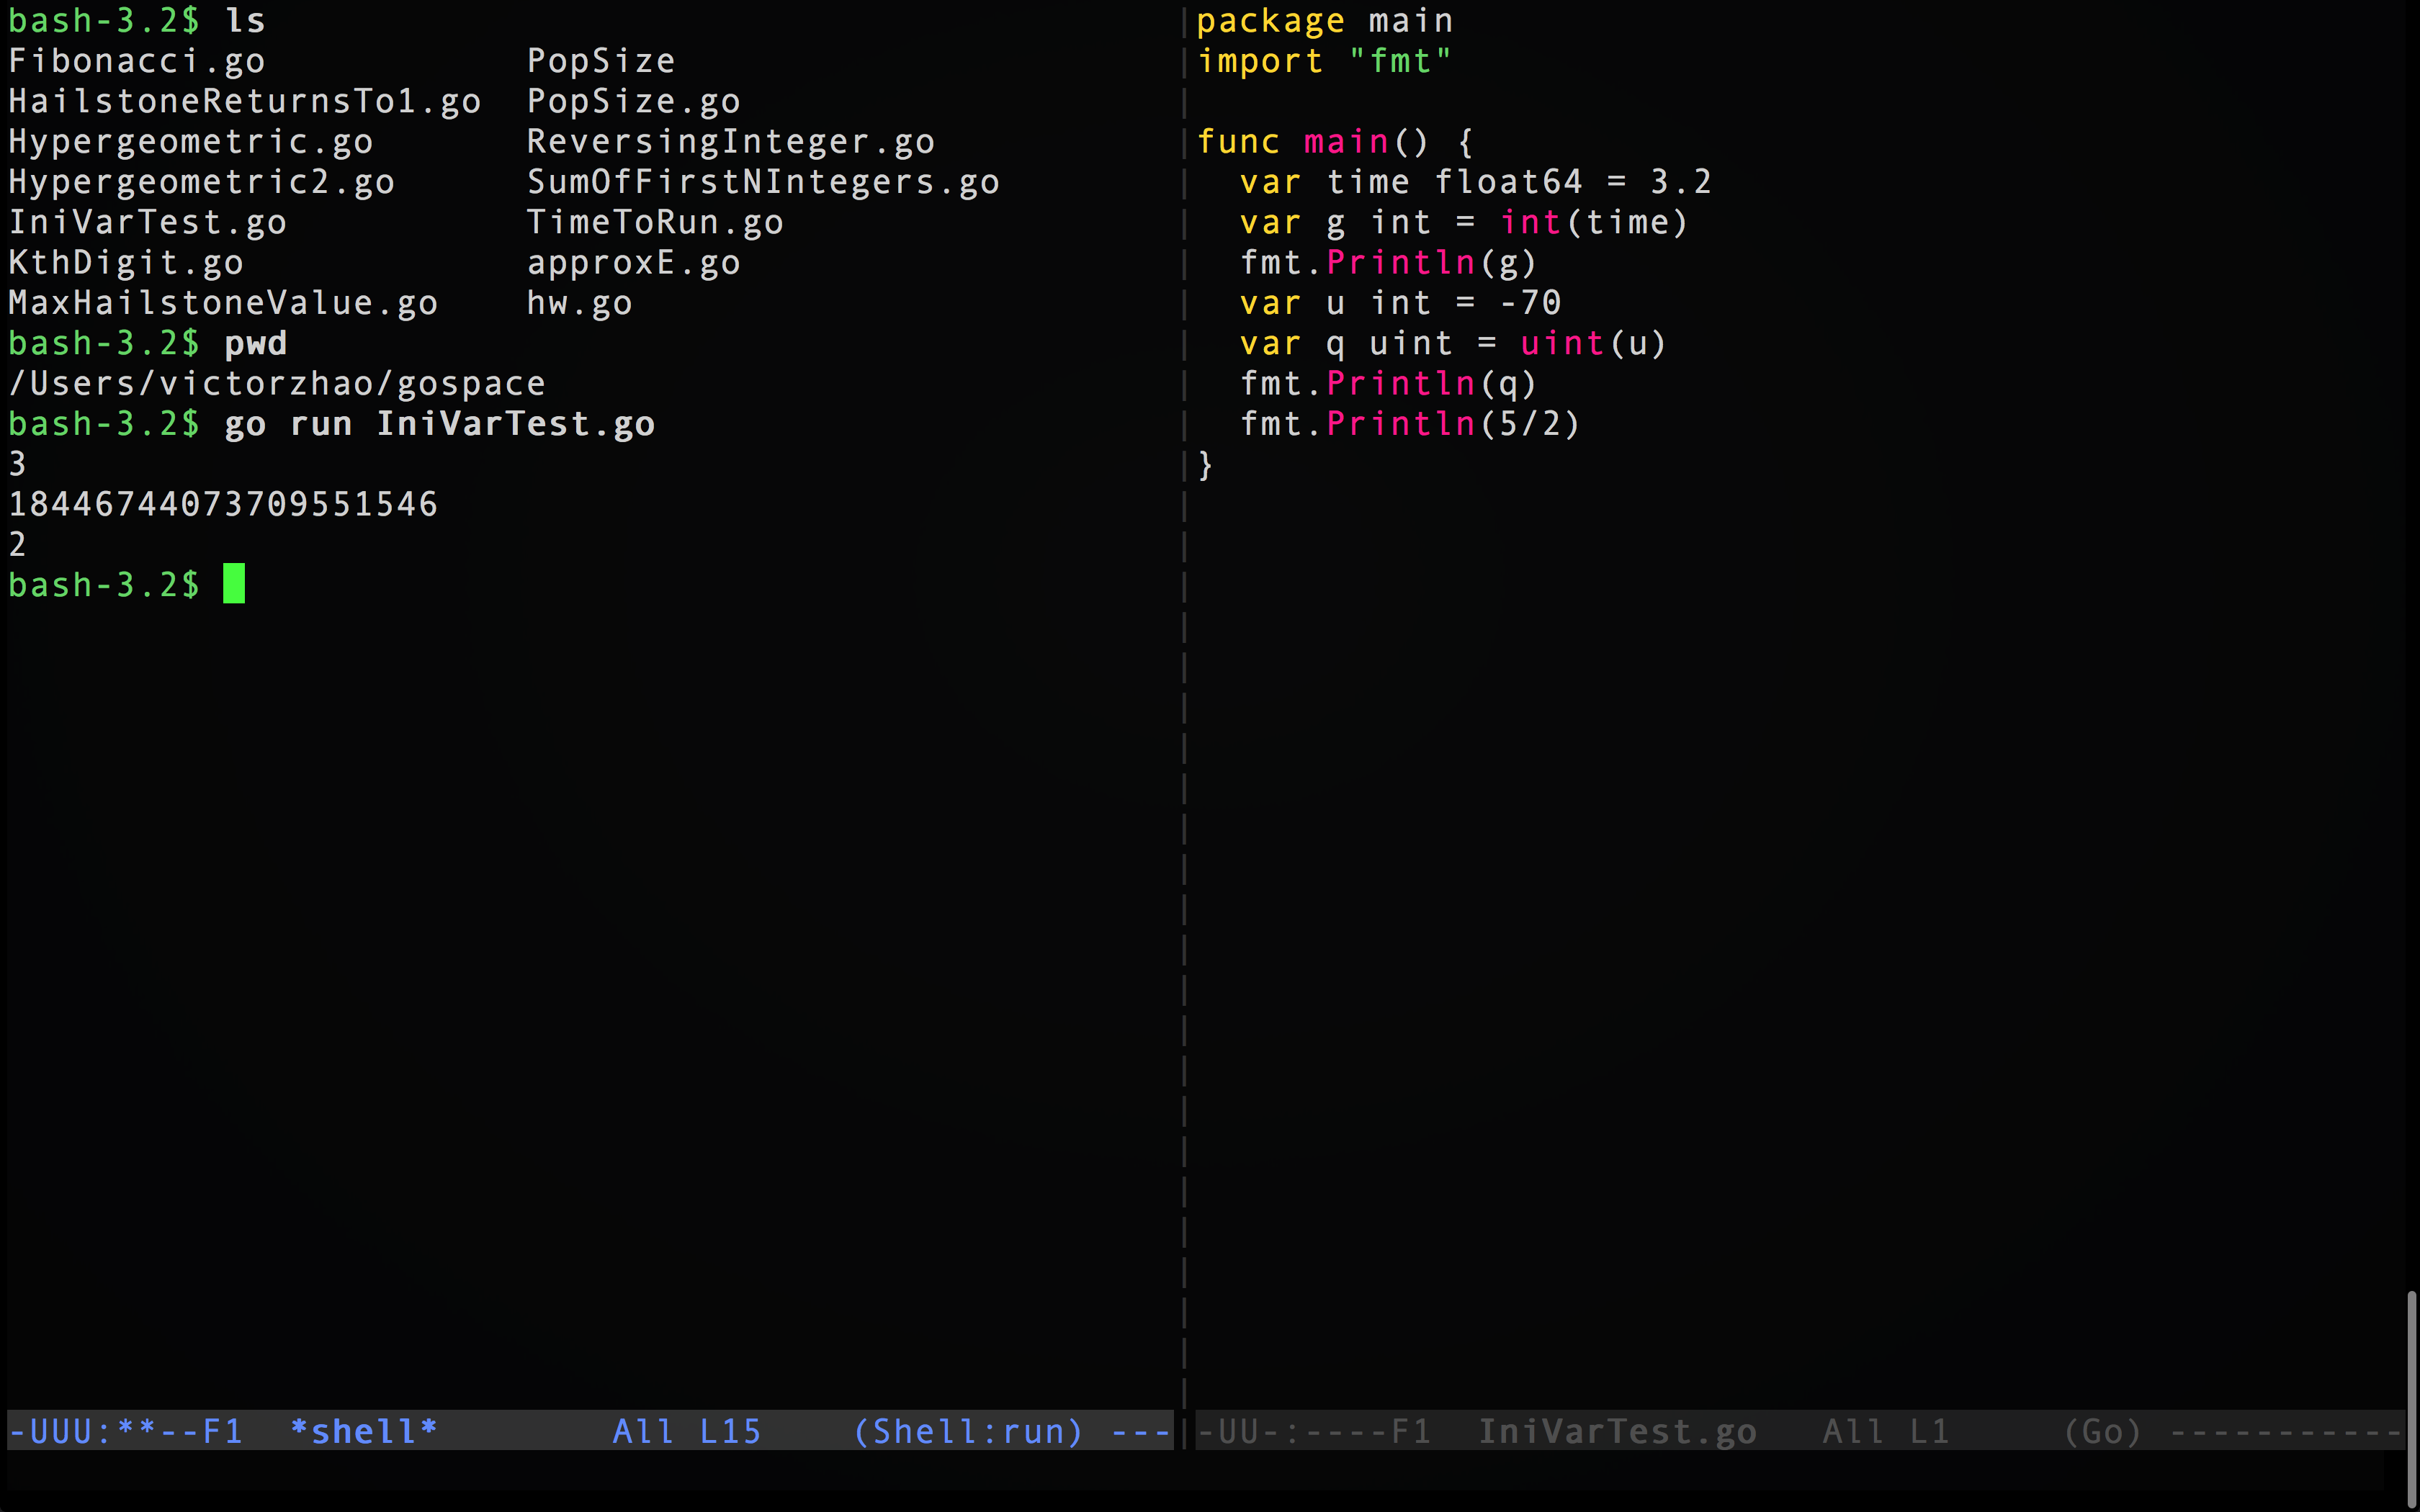 bash-3.2$ ls
Fibonacci.go PopSize
HailstoneReturnsTo1.go PopSize.go
Hypergeometric.go ReversingInteger.go
Hypergeometric2.go SumOfFirstNIntegers.go
IniVarTest.go TimeToRun.go
KthDigit.go approxE.go
MaxHailstoneValue.go hw.go
bash-3.2$ pwd
/Users/victorzhao/gospace
bash-3.2$ go run IniVarTest.go
3
18446744073709551546
2
bash-3.2$
-UUU:**--F1 *shell* All L15 (Shell:run) ---
package main
import "fmt"
func main() {
var time float64 = 3.2
var g int = int(time)
fmt.Println(g)
var u int = -70
var q uint = uint(u)
fmt.Println(q)
fmt.Println(5/2)
}
-UU-:----F1 IniVarTest.go All L1 (Go) -----------